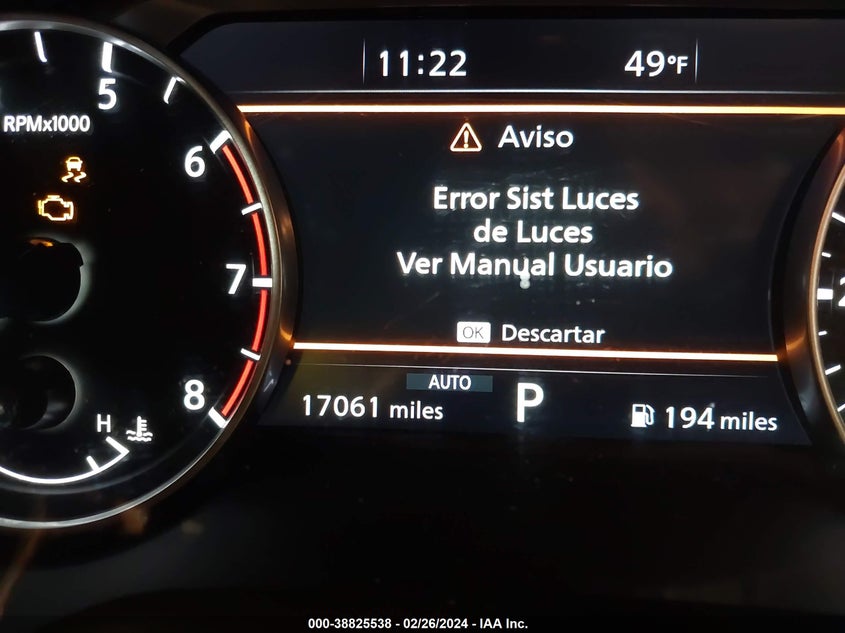 11:22 49°F
5
RPMx1000
6
7
8
H
Aviso
Error Sist Luces
de Luces
Ver Manual Usuario
OK Descartar
AUTO
17061 miles P 194 miles
2
000-38825538 - 02/26/2024 - IAA Inc.